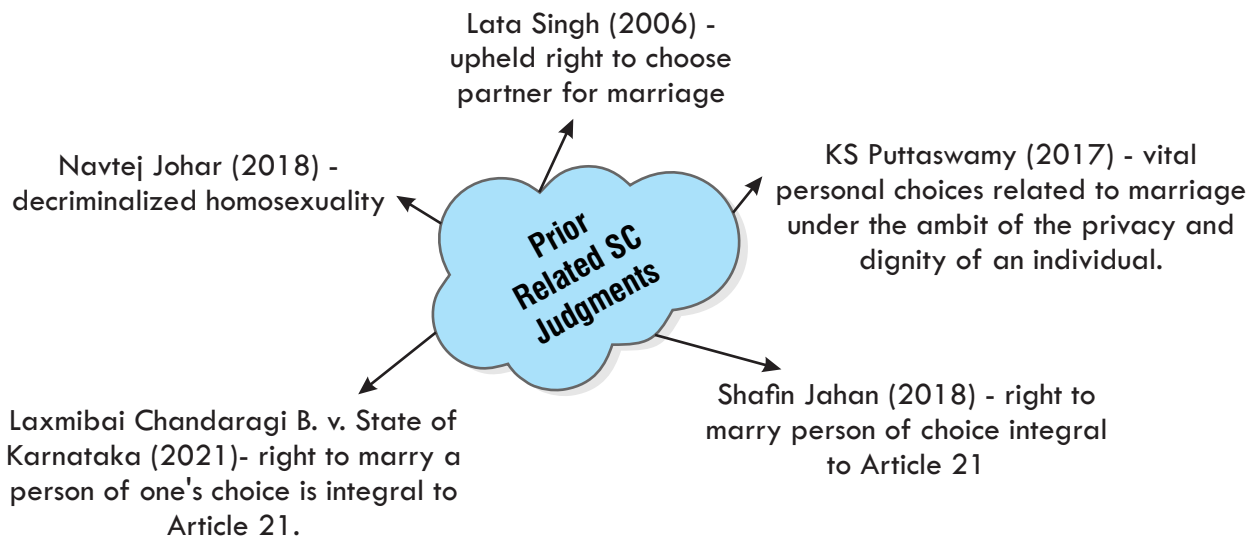 Lata Singh (2006) -
upheld right to choose
partner for marriage
Navtej Johar (2018) -
decriminalized homosexuality
KS Puttaswamy (2017) - vital
personal choices related to marriage
under the ambit of the privacy and
dignity of an individual.
Prior
Related SC
Judgments
Laxmibai Chandaragi B. v. State of
Karnataka (2021)- right to marry a
person of one's choice is integral to
Article 21.
Shafin Jahan (2018) - right to
marry person of choice integral
to Article 21